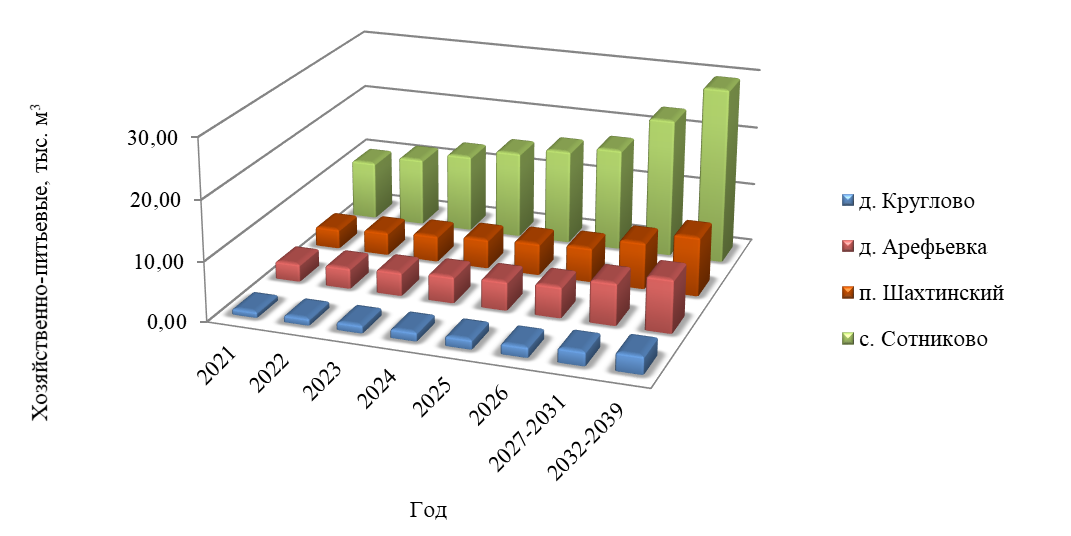 Хозяйственно-питьевые, тыс. м³
30,00
20,00
10,00
0,00
2021
2022
2023
2024
2025
2026
2027-2031
2032-2039
Год
д. Круглово
д. Арефьевка
п. Шахтинский
с. Сотниково